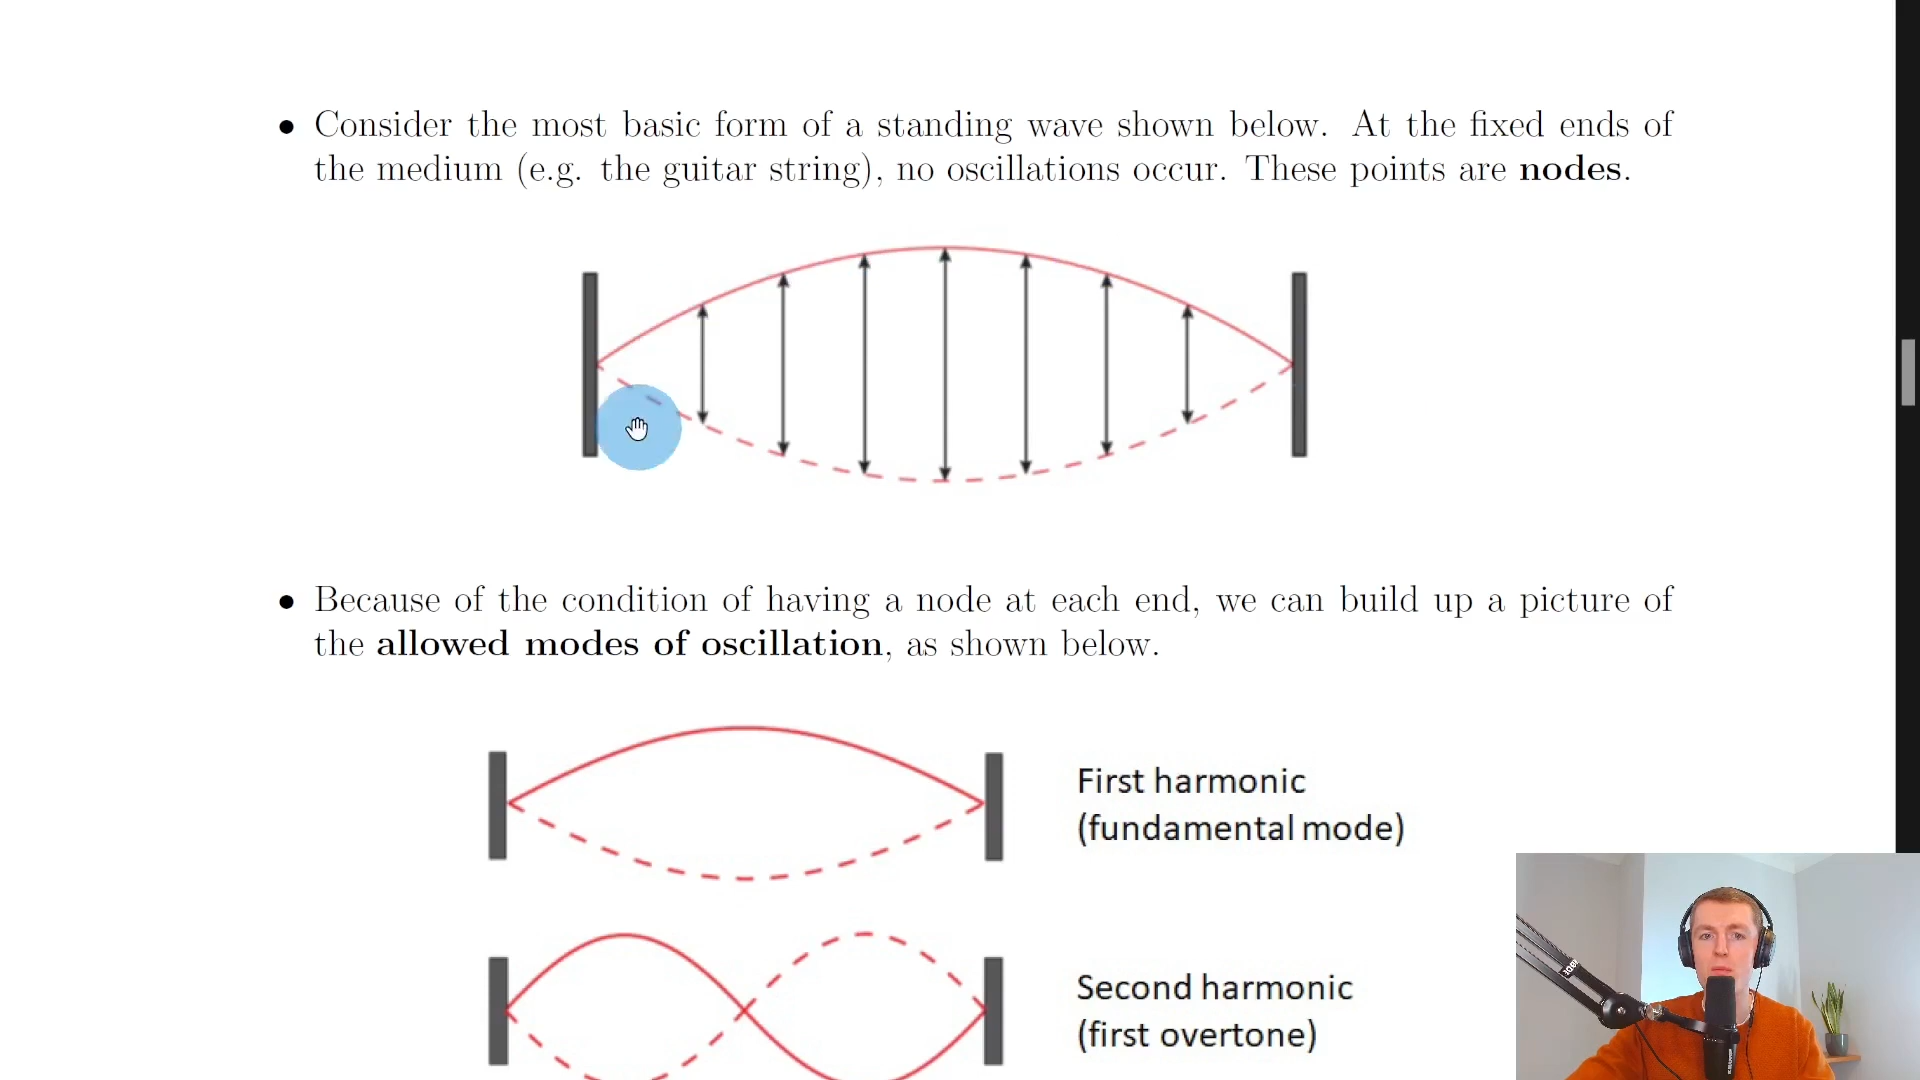 • Consider the most basic form of a standing wave shown below. At the fixed ends of
the medium (e.g. the guitar string), no oscillations occur. These points are nodes.
• Because of the condition of having a node at each end, we can build up a picture of
the allowed modes of oscillation, as shown below.
First harmonic
(fundamental mode)
Second harmonic
(first overtone)